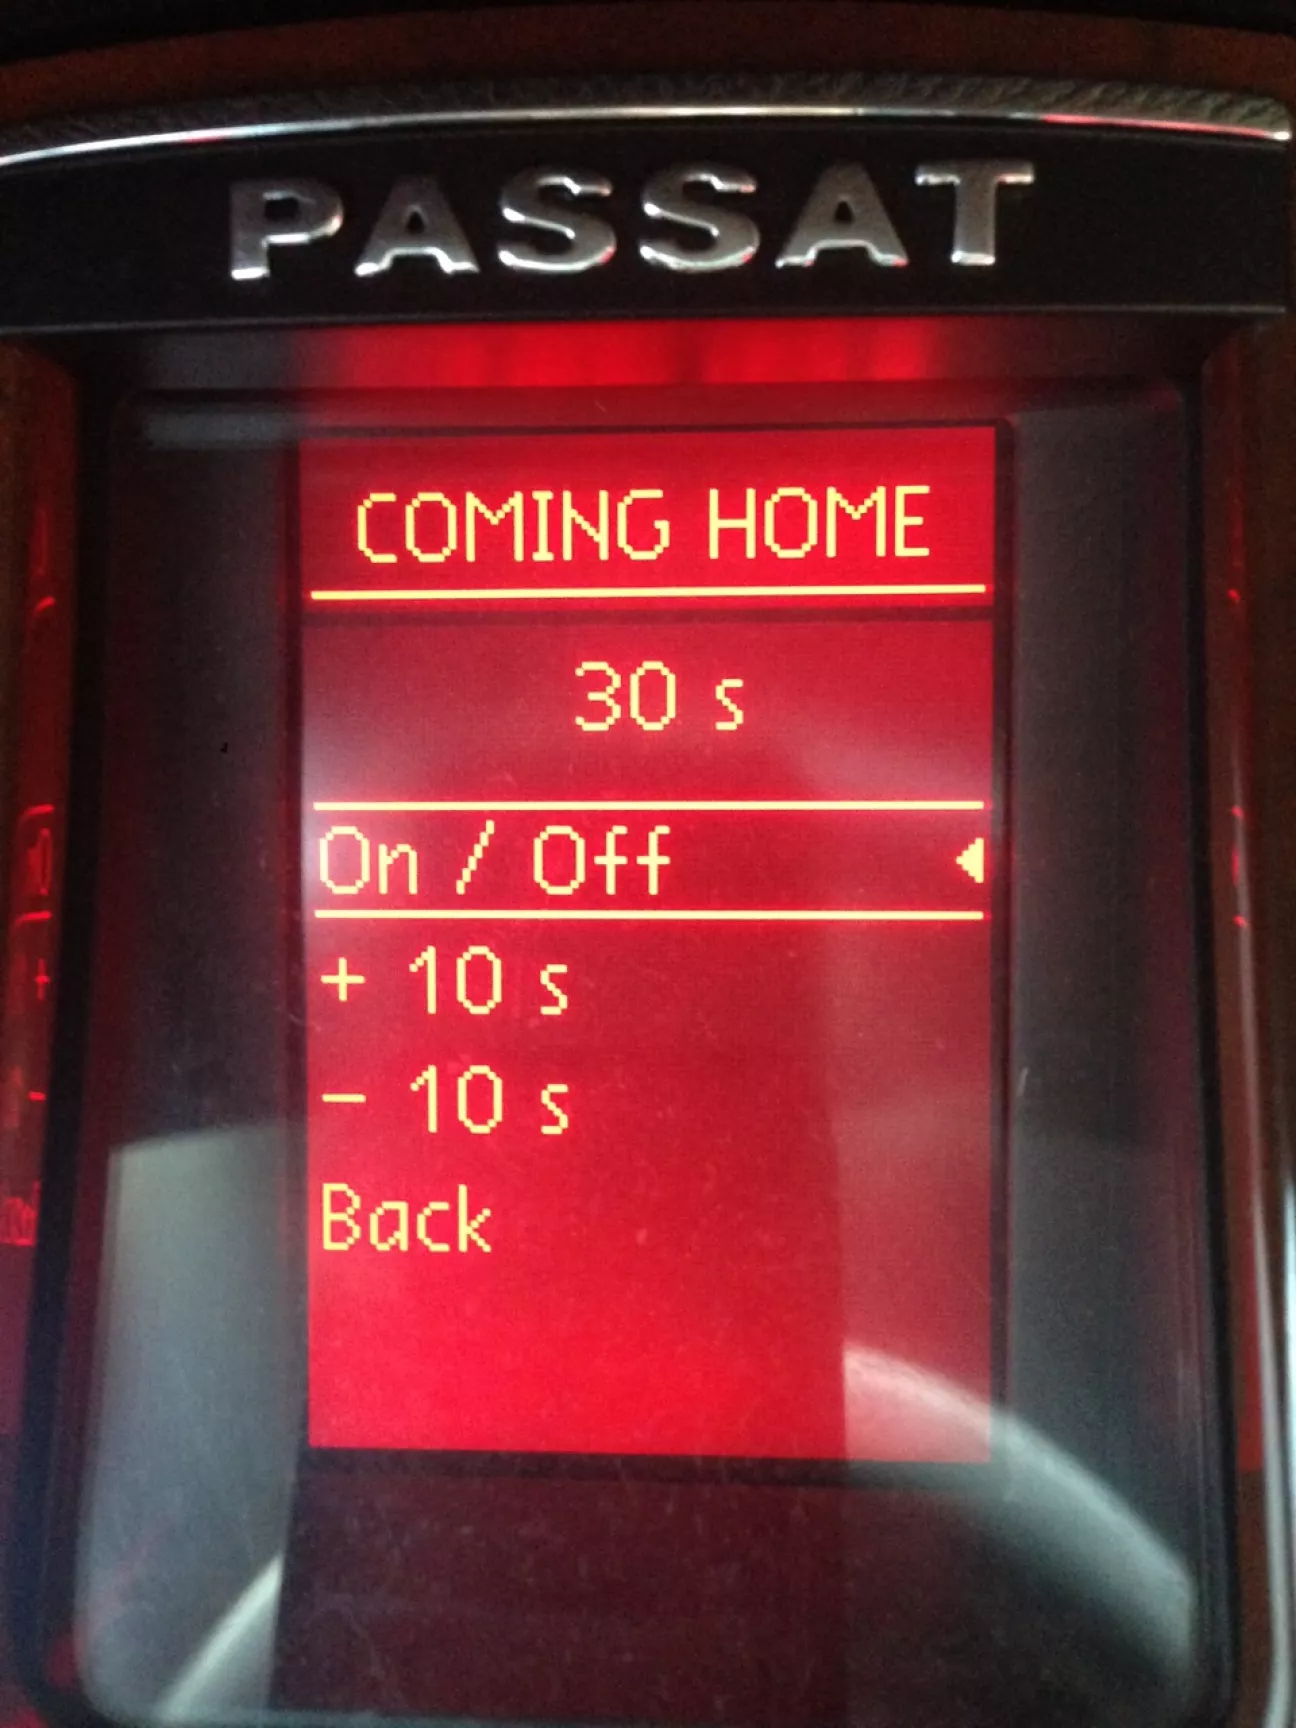 PASSAT
COMING HOME
30 s
On / Off
+ 10 s
- 10 s
Back